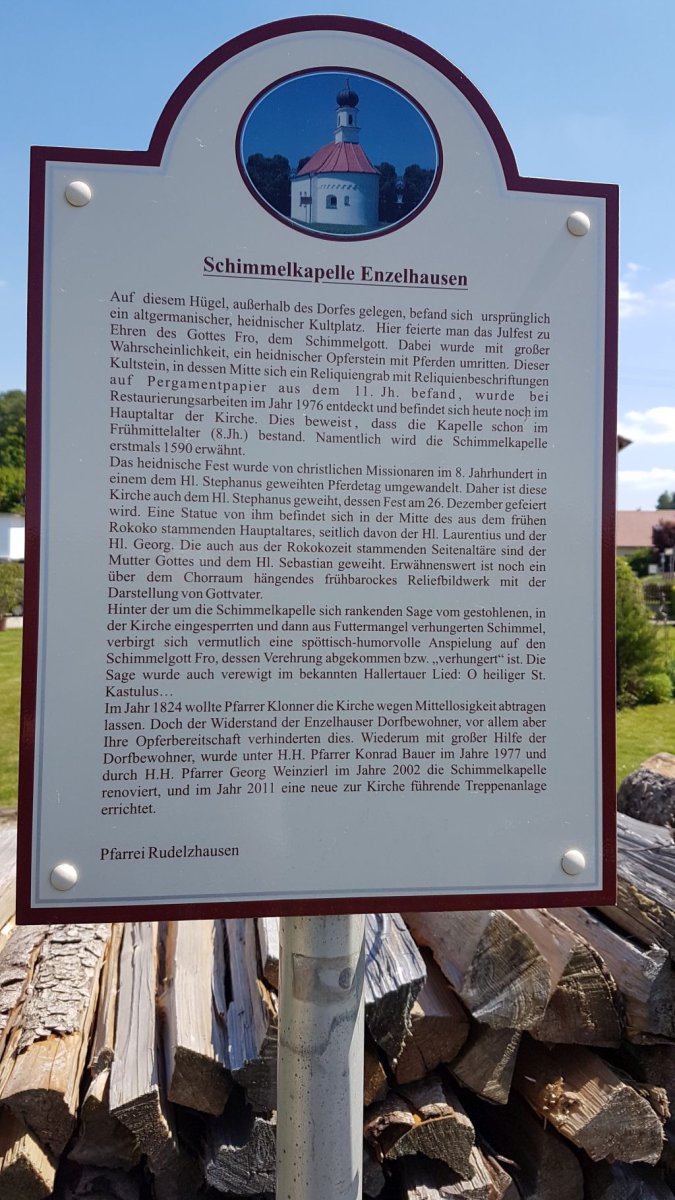 Schimmelkapelle Enzelhausen
Auf diesem Hügel, außerhalb des Dorfes gelegen, befand sich ursprünglich
ein altgermanischer, heidnischer Kultplatz. Hier feierte man das Julfest zu
Ehren des Gottes Fro, dem Schimmelgott. Dabei wurde mit großer
Wahrscheinlichkeit, ein heidnischer Opferstein mit Pferden umritten. Dieser
Kultstein, in dessen Mitte sich ein Reliquiengrab mit Reliquienbeschriftungen
auf Pergamentpapier aus dem 11. Jh. befand, wurde bei
Restaurierungsarbeiten im Jahr 1976 entdeckt und befindet sich heute noch im
Hauptaltar der Kirche. Dies beweist, dass die Kapelle schon im
Frühmittelalter (8.Jh.) bestand. Namentlich wird die Schimmelkapelle
erstmals 1590 erwähnt.
Das heidnische Fest wurde von christlichen Missionaren im 8. Jahrhundert in
einem dem Hl. Stephanus geweihten Pferdetag umgewandelt. Daher ist diese
Kirche auch dem Hl. Stephanus geweiht, dessen Fest am 26. Dezember gefeiert
wird. Eine Statue von ihm befindet sich in der Mitte des aus dem frühen
Rokoko stammenden Hauptaltares, seitlich davon der Hl. Laurentius und der
Hl. Georg. Die auch aus der Rokokozeit stammenden Seitenaltäre sind der
Mutter Gottes und dem Hl. Sebastian geweiht. Erwähnenswert ist noch ein
über dem Chorraum hängendes frühbarockes Reliefbildwerk mit der
Darstellung von Gottvater.
Hinter der um die Schimmelkapelle sich rankenden Sage vom gestohlenen, in
der Kirche eingesperrten und dann aus Futtermangel verhungerten Schimmel,
verbirgt sich vermutlich eine spöttisch-humorvolle Anspielung auf den
Schimmelgott Fro, dessen Verehrung abgekommen bzw. „verhungert“ ist. Die
Sage wurde auch verewigt im bekannten Hallertauer Lied: O heiliger St.
Kastulus…
Im Jahr 1824 wollte Pfarrer Klonner die Kirche wegen Mittellosigkeit abtragen
lassen. Doch der Widerstand der Enzelhauser Dorfbewohner, vor allem aber
Ihre Opferbereitschaft verhinderten dies. Wiederum mit großer Hilfe der
Dorfbewohner, wurde unter H.H. Pfarrer Konrad Bauer im Jahre 1977 und
durch H.H. Pfarrer Georg Weinzierl im Jahre 2002 die Schimmelkapelle
renoviert, und im Jahr 2011 eine neue zur Kirche führende Treppenanlage
errichtet.
Pfarrei Rudelzhausen